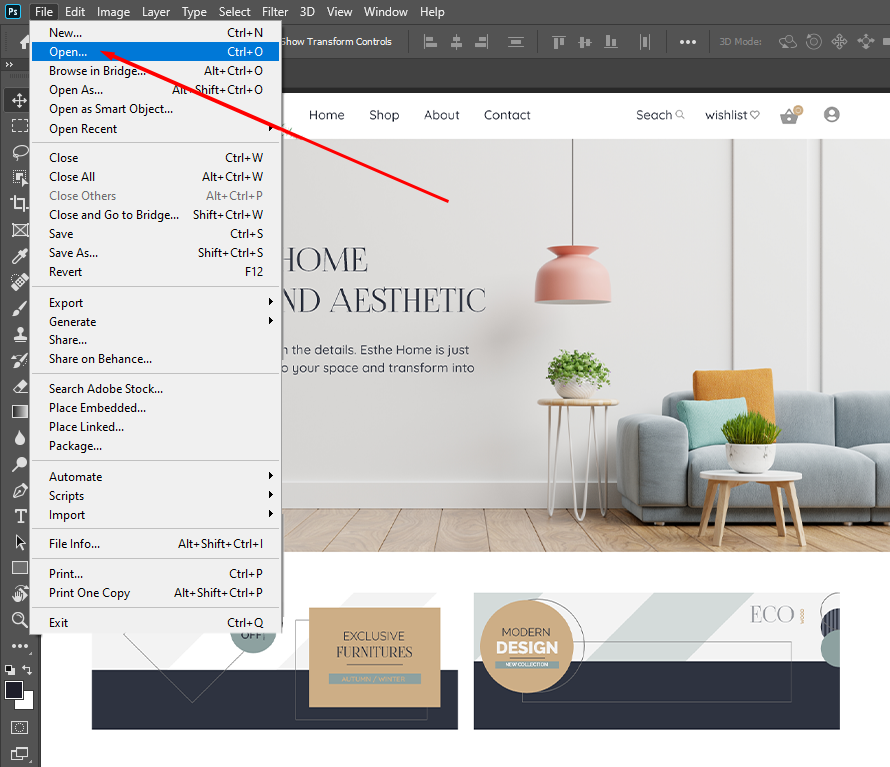 Ps File Edit Image Layer Type Select Filter 3D View Window Help
Show Transform Controls 3D Mode:
New... Ctrl+N
Open... Ctrl+O
Browse in Bridge... Alt+Ctrl+O
Open As... Alt+Shift+Ctrl+O
Open as Smart Object...
Open Recent
Close Ctrl+W
Close All Alt+Ctrl+W
Close Others Alt+Ctrl+P
Close and Go to Bridge... Shift+Ctrl+W
Save Ctrl+S
Save As... Shift+Ctrl+S
Revert F12
Export
Generate
Share...
Share on Behance...
Search Adobe Stock...
Place Embedded...
Place Linked...
Package...
Automate
Scripts
Import
File Info... Alt+Shift+Ctrl+I
Print... Ctrl+P
Print One Copy Alt+Shift+Ctrl+P
Exit Ctrl+Q
Home Shop About Contact Seach wishlist
HOME
ND AESTHETIC
n the details. Esthe Home is just
o your space and transform into
OFF
EXCLUSIVE
FURNITURES
AUTUMN / WINTER
MODERN
DESIGN
NEW COLLECTION
ECO